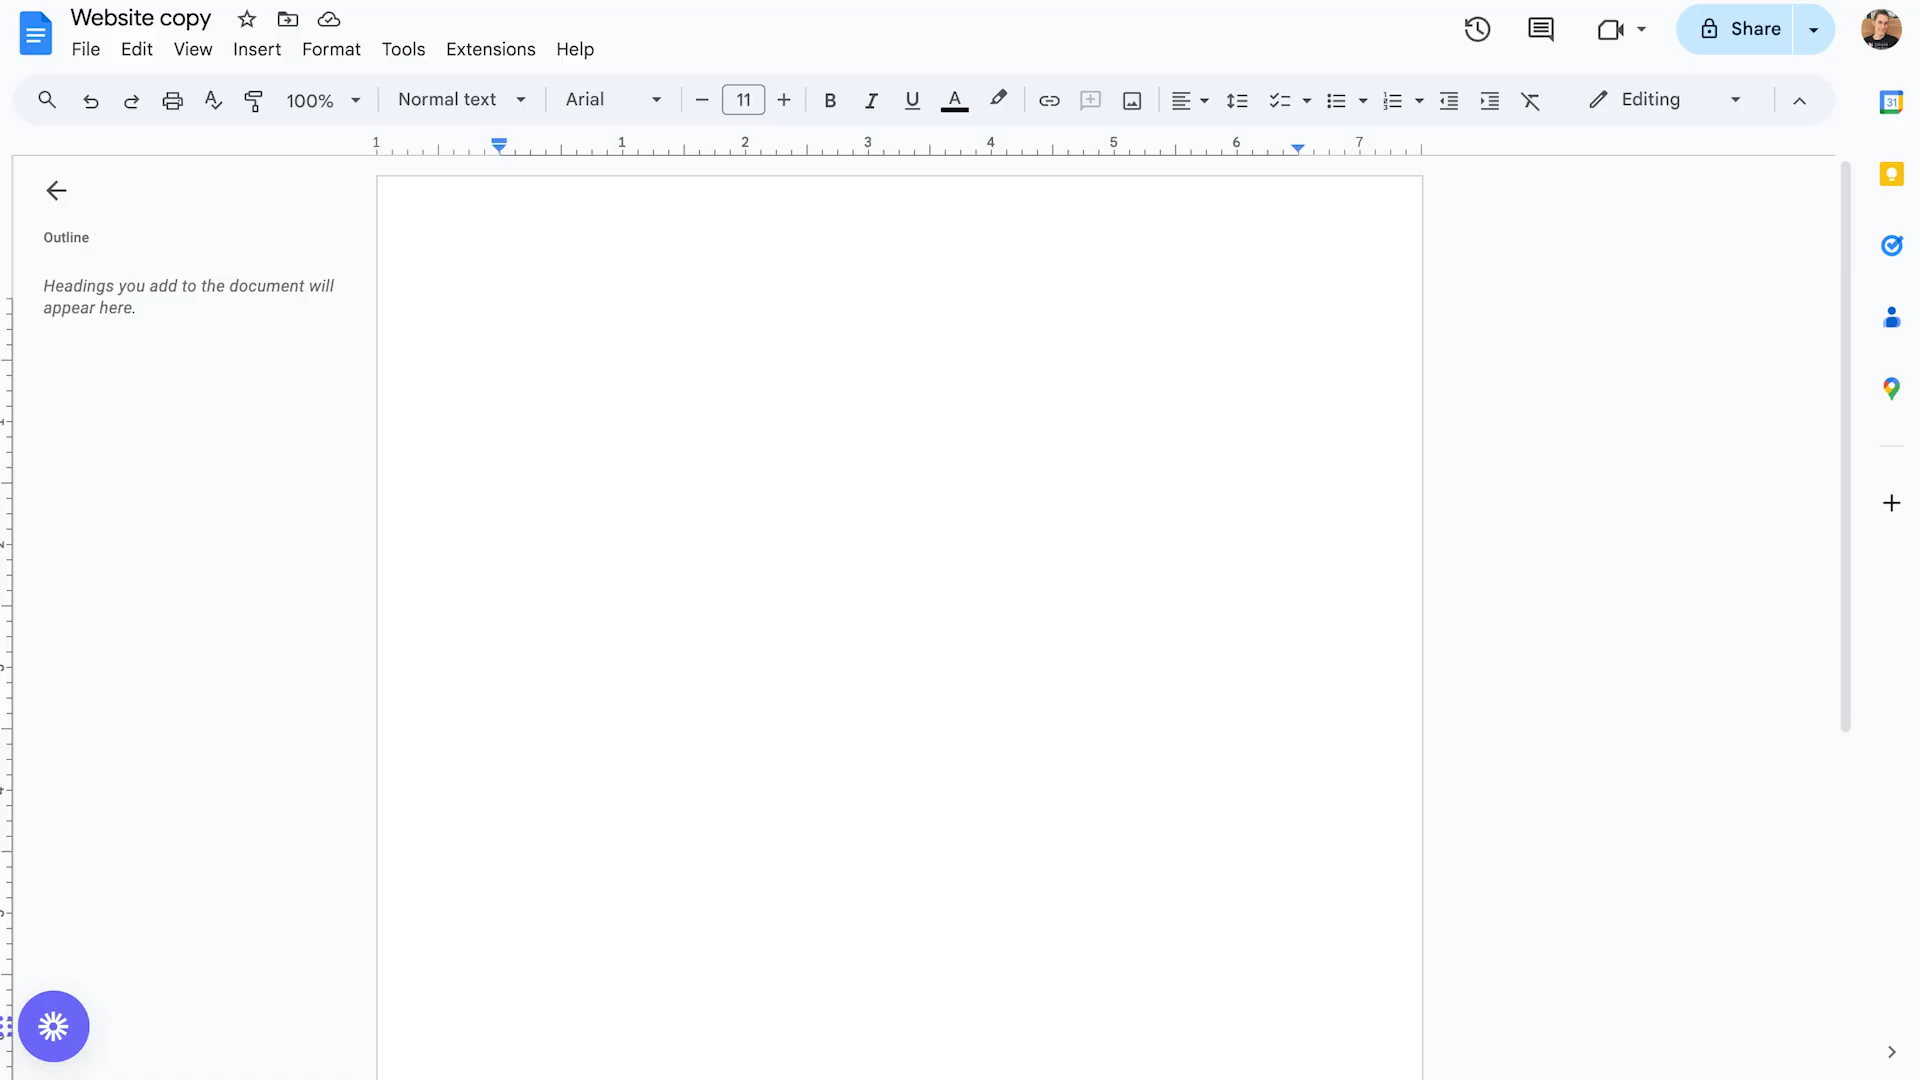 Website copy
File Edit View Insert Format Tools Extensions Help
Share
100% Normal text Arial 11 B I U A Editing
31
1 1 2 3 4 5 6 7
Outline
Headings you add to the document will
appear here.